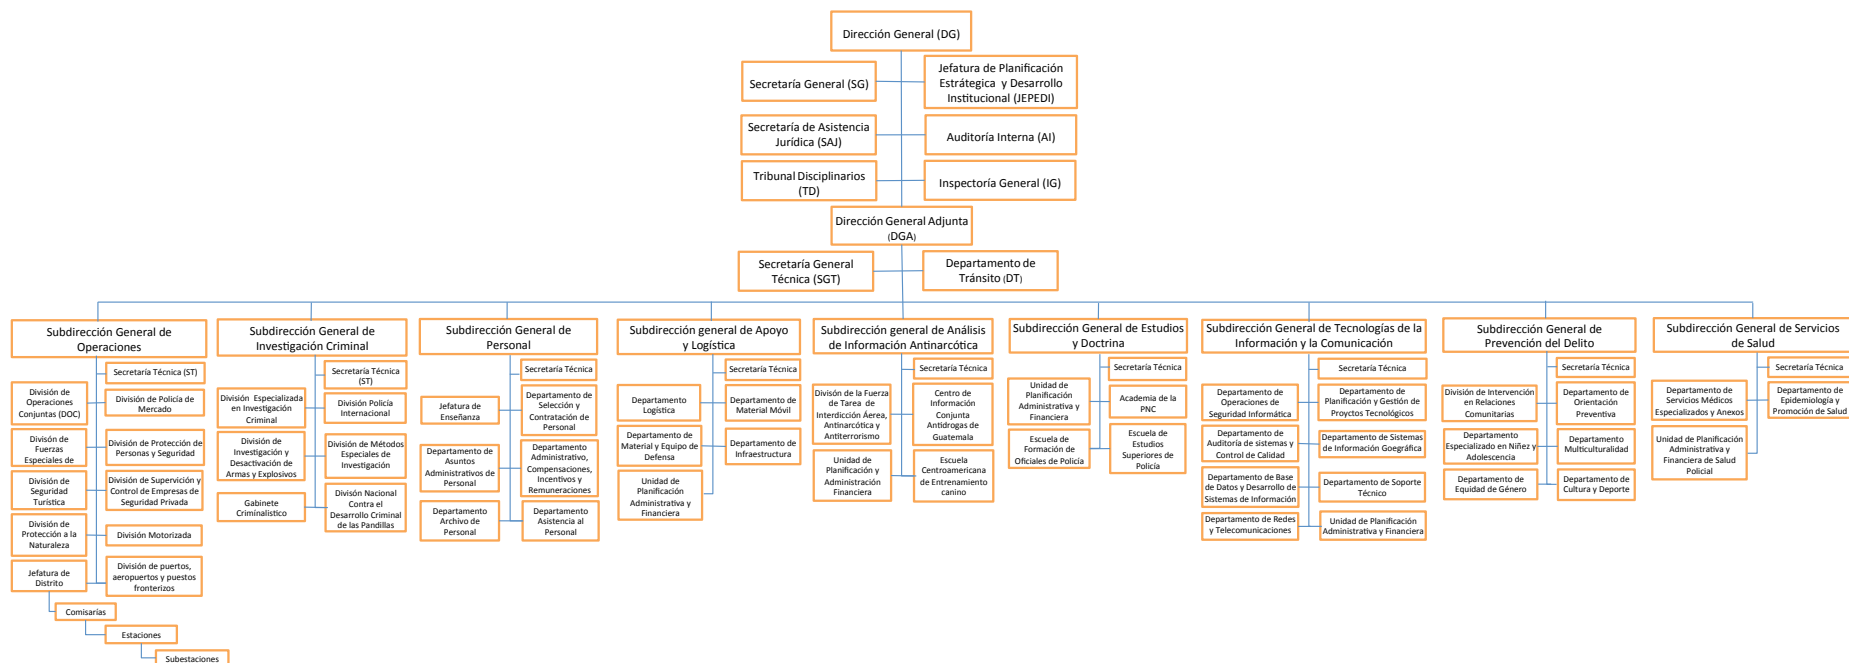 Dirección General (DG)
Secretaría General (SG)
Jefatura de Planificación
Estrátegica y Desarrollo
Institucional (JEPEDI)
Secretaría de Asistencia
Jurídica (SAJ)
Auditoría Interna (AI)
Tribunal Disciplinarios
(TD)
Inspectoría General (IG)
Dirección General Adjunta
(DGA)
Secretaría General
Técnica (SGT)
Departamento de
Tránsito (DT)
Subdirección General de
Operaciones
Secretaría Técnica (ST)
División de
Operaciones
Conjuntas (DOC)
División de Policía de
Mercado
División de
Fuerzas
Especiales de
División de Protección de
Personas y Seguridad
División de
Seguridad
Turística
División de Supervición y
Control de Empresas de
Seguridad Privada
División de
Protección a la
Naturaleza
División Motorizada
Jefatura de
Distrito
División de puertos,
aeropuertos y puestos
fronterizos
Comisarías
Estaciones
Subestaciones
Subdirección General de
Investigación Criminal
Secretaría Técnica
(ST)
División Especializada
en Investigación
Criminal
División Policía
Internacional
División de
Investigación y
Desactivación de
Armas y Explosivos
División de Métodos
Especiales de
Investigación
Gabinete
Criminalistico
Divisón Nacional
Contra el
Desarrollo Criminal
de las Pandillas
Subdirección General de
Personal
Secretaría Técnica
Jefatura de
Enseñanza
Departamento de
Selección y
Contratación de
Personal
Departamento de
Asuntos
Administrativos de
Personal
Departamento
Administrativo,
Compensaciones,
Incentivos y
Remuneraciones
Departamento
Archivo de
Personal
Departamento
Asistencia al
Personal
Subdirección general de Apoyo
y Logística
Secretaría Técnica
Departamento
Logística
Departamento de
Material Móvil
Departamento de
Material y Equipo de
Defensa
Departamento de
Infraestructura
Unidad de
Planificación
Administrativa y
Financiera
Subdirección general de Análisis
de Información Antinarcótica
Secretaría Técnica
División de la Fuerza
de Tarea de
Interdicción Áerea,
Antinarcótica y
Antiterrorismo
Centro de
Información
Conjunta
Antidrogas de
Guatemala
Unidad de
Planificación y
Administración
Financiera
Escuela
Centroamericana
de Entrenamiento
canino
Subdirección General de Estudios
y Doctrina
Secretaría Técnica
Unidad de
Planificación
Administrativa y
Financiera
Academia de la
PNC
Escuela de
Formación de
Oficiales de Policía
Escuela de
Estudios
Superiores de
Policía
Subdirección General de Tecnologías de la
Información y la Comunicación
Secretaría Técnica
Departamento de
Operaciones de
Seguridad Informática
Departamento de
Planificación y Gestión de
Proyctos Tecnológicos
Departamento de
Auditoría de sistemas y
Control de Calidad
Departamento de Sistemas
de Información Goegráfica
Departamento de Base
de Datos y Desarrollo de
Sistemas de Información
Departamento de Soporte
Técnico
Departamento de Redes
y Telecomunicaciones
Unidad de Planificación
Administrativa y Financiera
Subdirección General de
Prevención del Delito
Secretaría Técnica
División de Intervención
en Relaciones
Comunitarias
Departamento de
Orientación
Preventiva
Departamento
Especializado en Niñez y
Adolescencia
Departamento
Multiculturalidad
Departamento de
Equidad de Género
Departamento de
Cultura y Deporte
Subdirección General de Servicios
de Salud
Secretaría Técnica
Departamento de
Servicios Médicos
Especializados y Anexos
Departamento de
Epidemiología y
Promoción de Salud
Unidad de Planificación
Administrativa y
Financiera de Salud
Policial